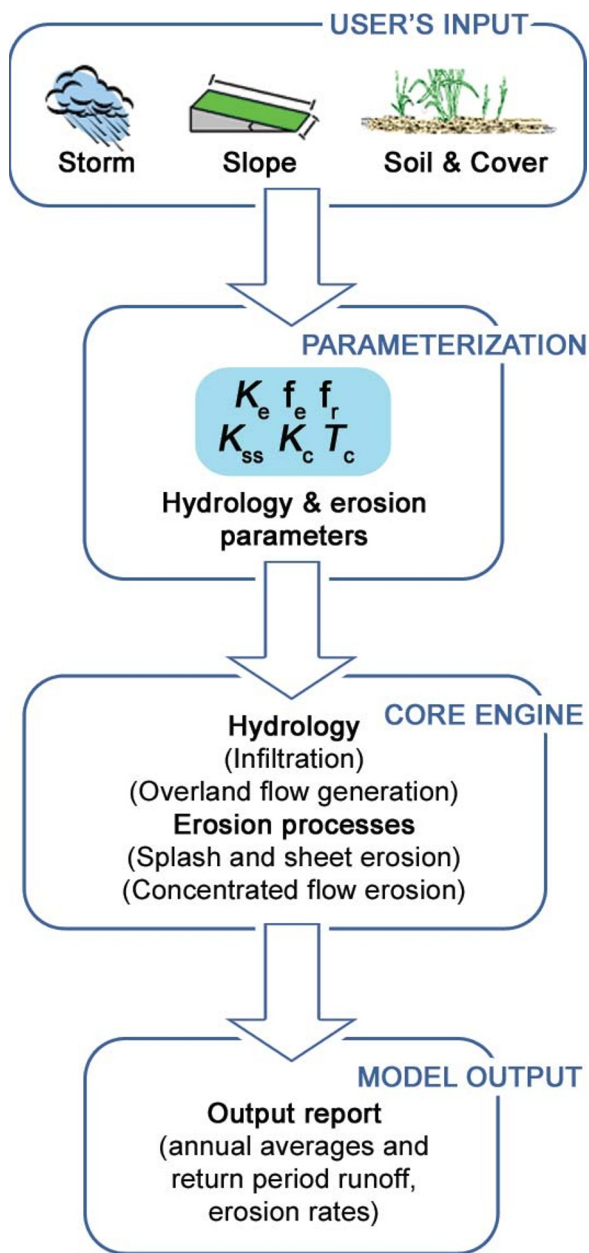 USER'S INPUT
Storm Slope Soil & Cover
PARAMETERIZATION
Ke fe fr
Kss Kc Tc
Hydrology & erosion
parameters
CORE ENGINE
Hydrology
(Infiltration)
(Overland flow generation)
Erosion processes
(Splash and sheet erosion)
(Concentrated flow erosion)
MODEL OUTPUT
Output report
(annual averages and
return period runoff,
erosion rates)